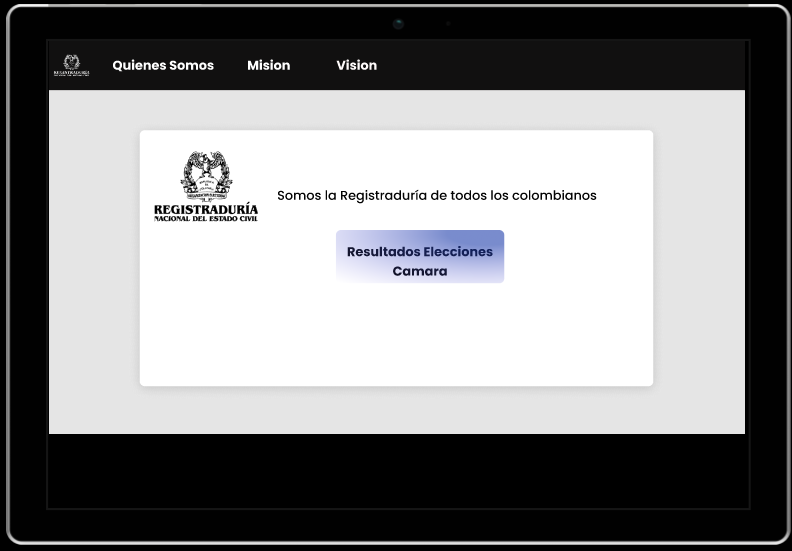 REGISTRADURÍA
Quienes Somos
Mision
Vision
REGISTRADURÍA
NACIONAL DEL ESTADO CIVIL
Somos la Registraduría de todos los colombianos
Resultados Elecciones
Camara